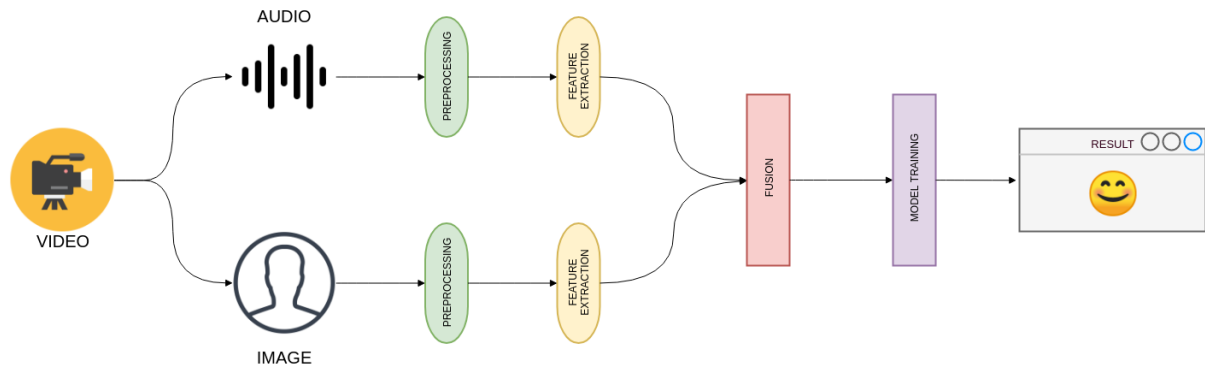 AUDIO
PREPROCESSING
FEATURE
EXTRACTION
VIDEO
IMAGE
PREPROCESSING
FEATURE
EXTRACTION
FUSION
MODEL TRAINING
RESULT